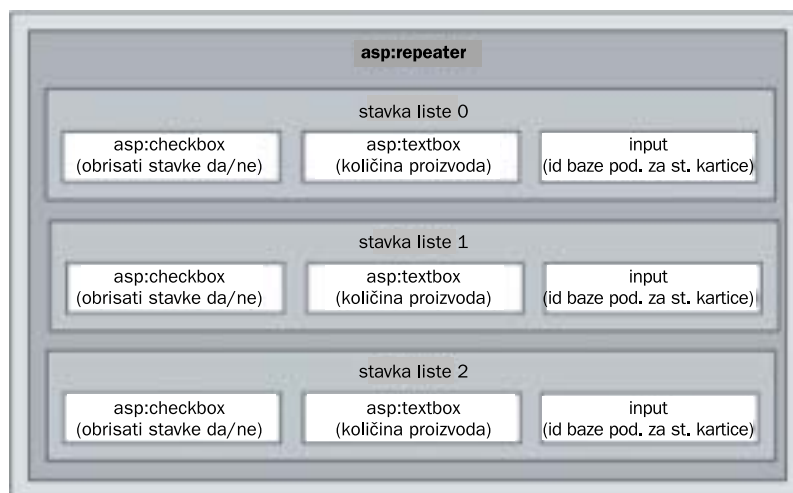 asp:repeater
stavka liste 0
asp:checkbox
(obrisati stavke da/ne)
asp:textbox
(količina proizvoda)
input
(id baze pod. za st. kartice)
stavka liste 1
asp:checkbox
(obrisati stavke da/ne)
asp:textbox
(količina proizvoda)
input
(id baze pod. za st. kartice)
stavka liste 2
asp:checkbox
(obrisati stavke da/ne)
asp:textbox
(količina proizvoda)
input
(id baze pod. za st. kartice)